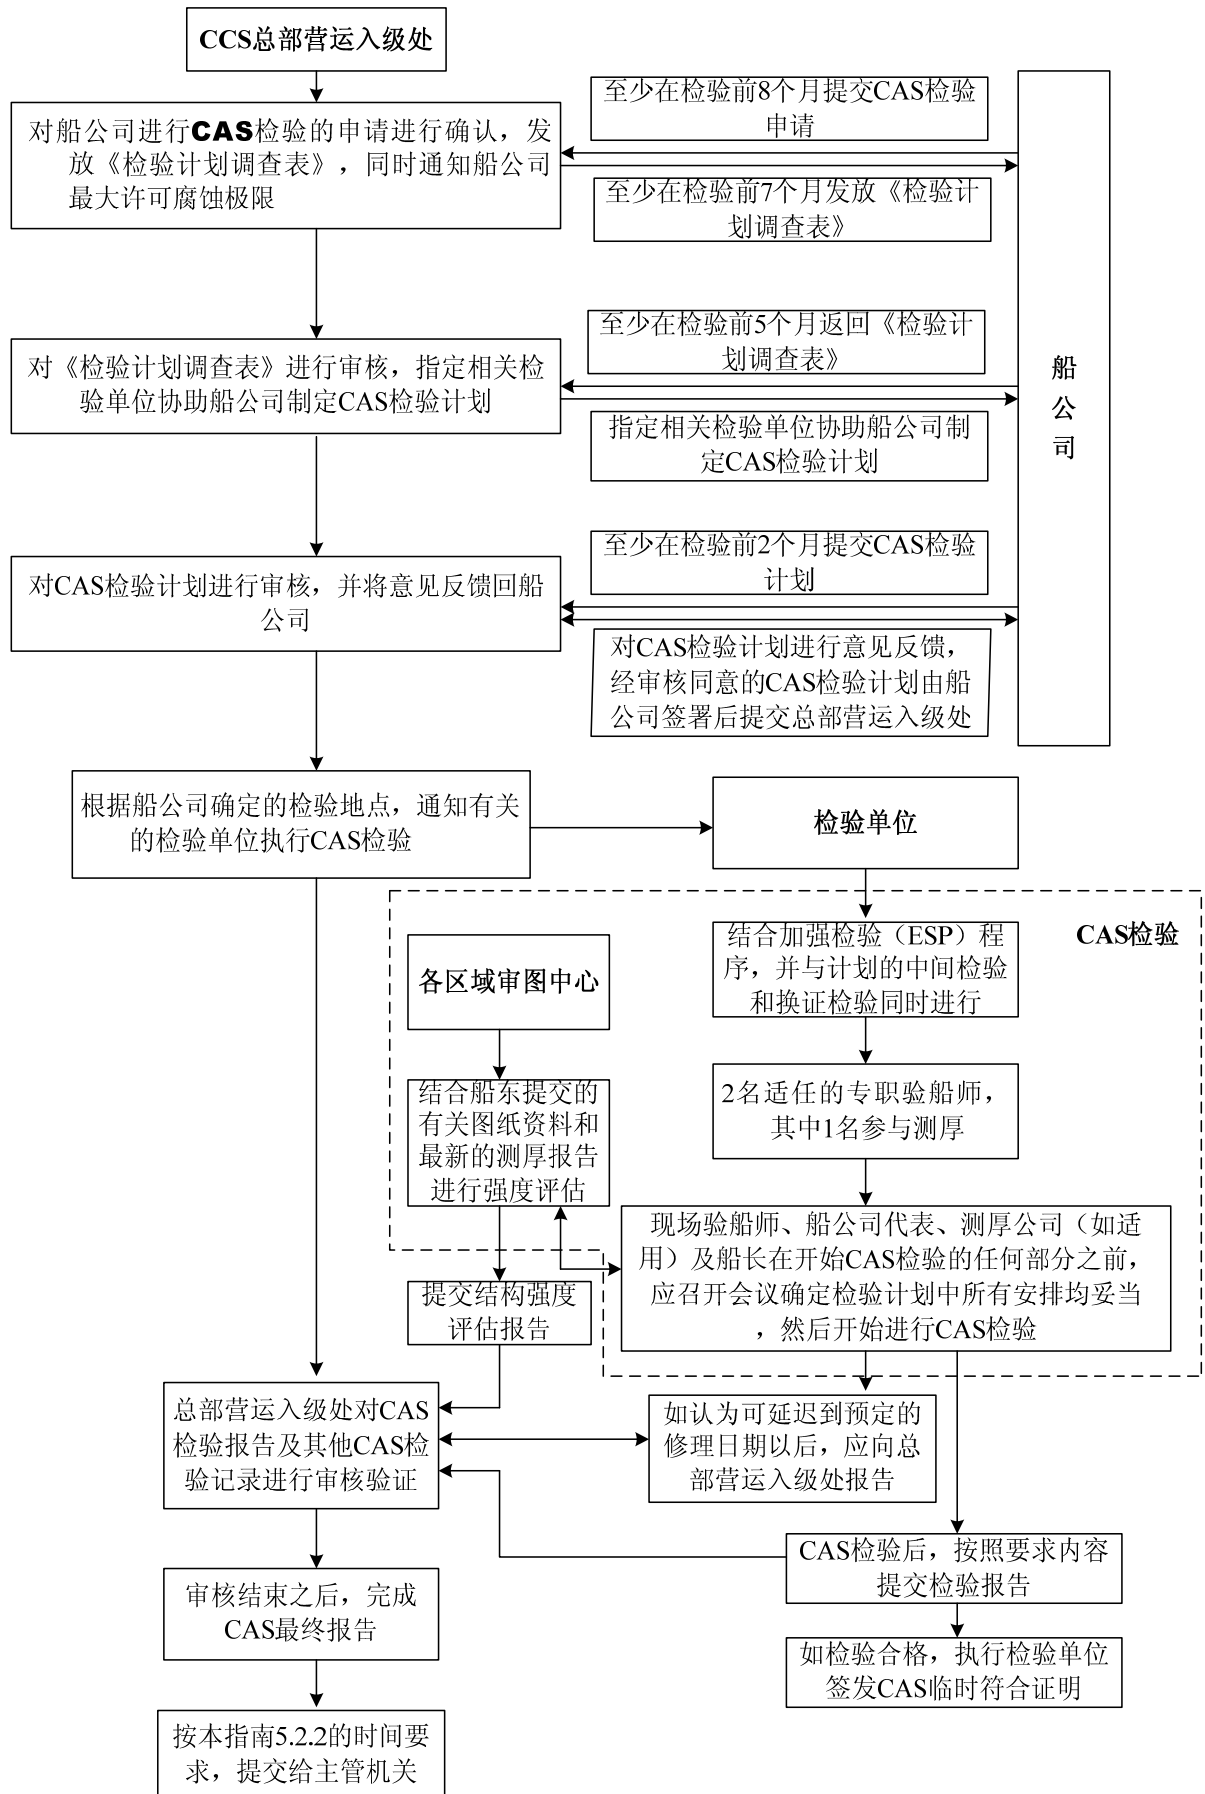 CCS总部营运入级处
至少在检验前8个月提交CAS检验
申请
对船公司进行CAS检验的申请进行确认，发
放《检验计划调查表》，同时通知船公司
最大许可腐蚀极限
至少在检验前7个月发放《检验计
划调查表》
至少在检验前5个月返回《检验计
划调查表》
对《检验计划调查表》进行审核，指定相关检
验单位协助船公司制定CAS检验计划
船
公
司
指定相关检验单位协助船公司制
定CAS检验计划
至少在检验前2个月提交CAS检验
计划
对CAS检验计划进行审核，并将意见反馈回船
公司
对CAS检验计划进行意见反馈，
经审核同意的CAS检验计划由船
公司签署后提交总部营运入级处
根据船公司确定的检验地点，通知有关
的检验单位执行CAS检验
检验单位
CAS检验
结合加强检验（ESP）程
序，并与计划的中间检验
和换证检验同时进行
各区域审图中心
2名适任的专职验船师，
其中1名参与测厚
结合船东提交的
有关图纸资料和
最新的测厚报告
进行强度评估
现场验船师、船公司代表、测厚公司（如适
用）及船长在开始CAS检验的任何部分之前，
应召开会议确定检验计划中所有安排均妥当
，然后开始进行CAS检验
提交结构强度
评估报告
总部营运入级处对CAS
检验报告及其他CAS检
验记录进行审核验证
如认为可延迟到预定的
修理日期以后，应向总
部营运入级处报告
CAS检验后，按照要求内容
提交检验报告
审核结束之后，完成
CAS最终报告
如检验合格，执行检验单位
签发CAS临时符合证明
按本指南5.2.2的时间要
求，提交给主管机关